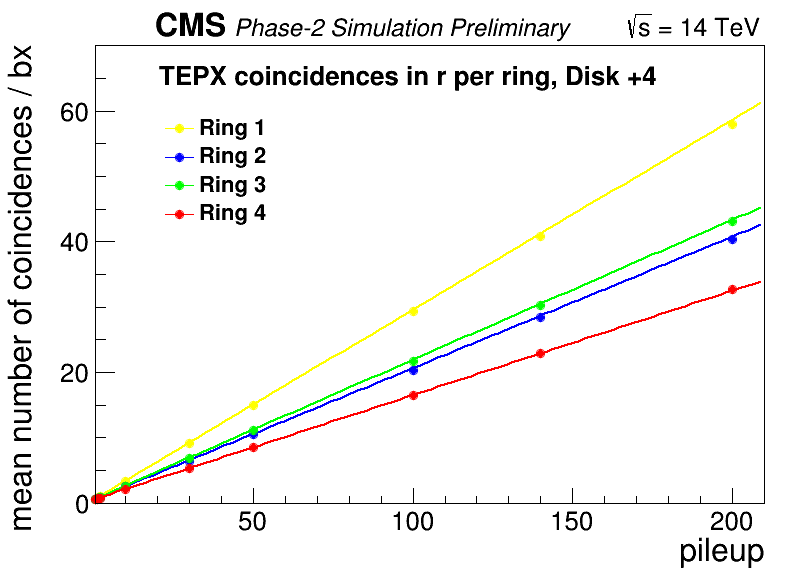 CMS Phase-2 Simulation Preliminary √s = 14 TeV
TEPX coincidences in r per ring, Disk +4
Ring 1
Ring 2
Ring 3
Ring 4
mean number of coincidences / bx
60
40
20
0
50 100 150 200
pileup